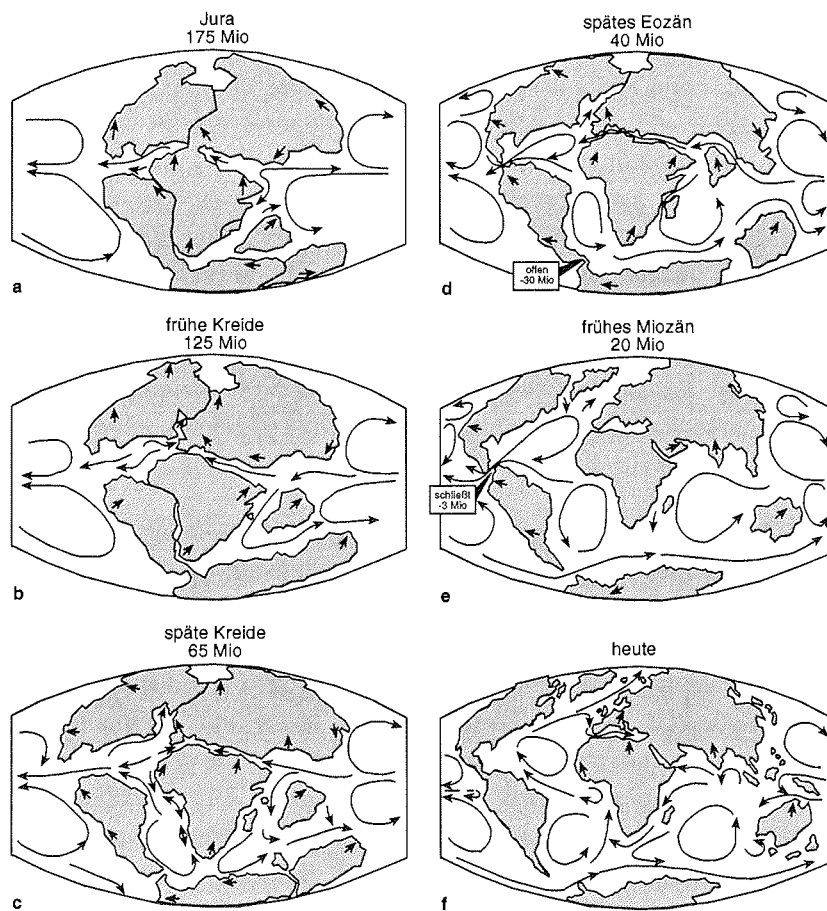 Jura
175 Mio
a
frühe Kreide
125 Mio
b
späte Kreide
65 Mio
c
spätes Eozän
40 Mio
offen
-30 Mio
d
frühes Miozän
20 Mio
schließt
-3 Mio
e
heute
f